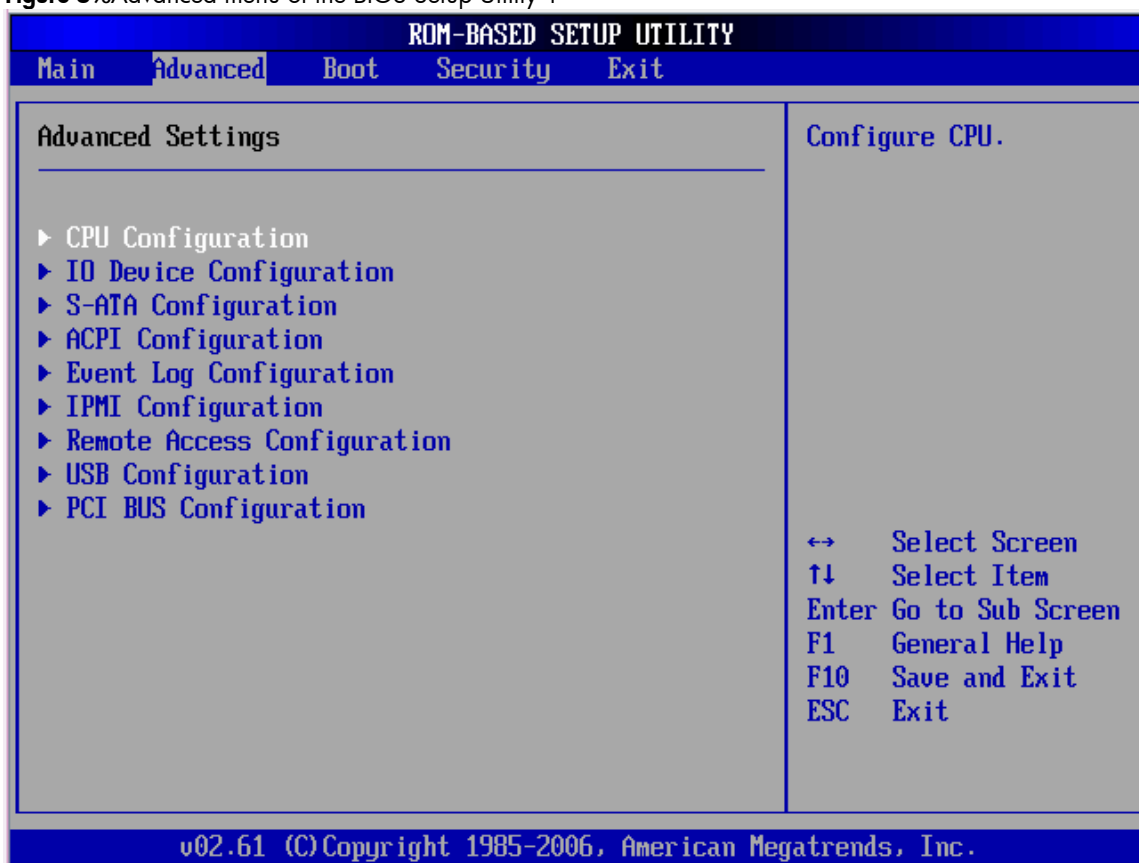 ROM-BASED SETUP UTILITY
Main Advanced Boot Security Exit
Advanced Settings
▶ CPU Configuration
▶ IO Device Configuration
▶ S-ATA Configuration
▶ ACPI Configuration
▶ Event Log Configuration
▶ IPMI Configuration
▶ Remote Access Configuration
▶ USB Configuration
▶ PCI BUS Configuration
Configure CPU.
↔ Select Screen
↑↓ Select Item
Enter Go to Sub Screen
F1 General Help
F10 Save and Exit
ESC Exit
v02.61 (C)Copyright 1985-2006, American Megatrends, Inc.